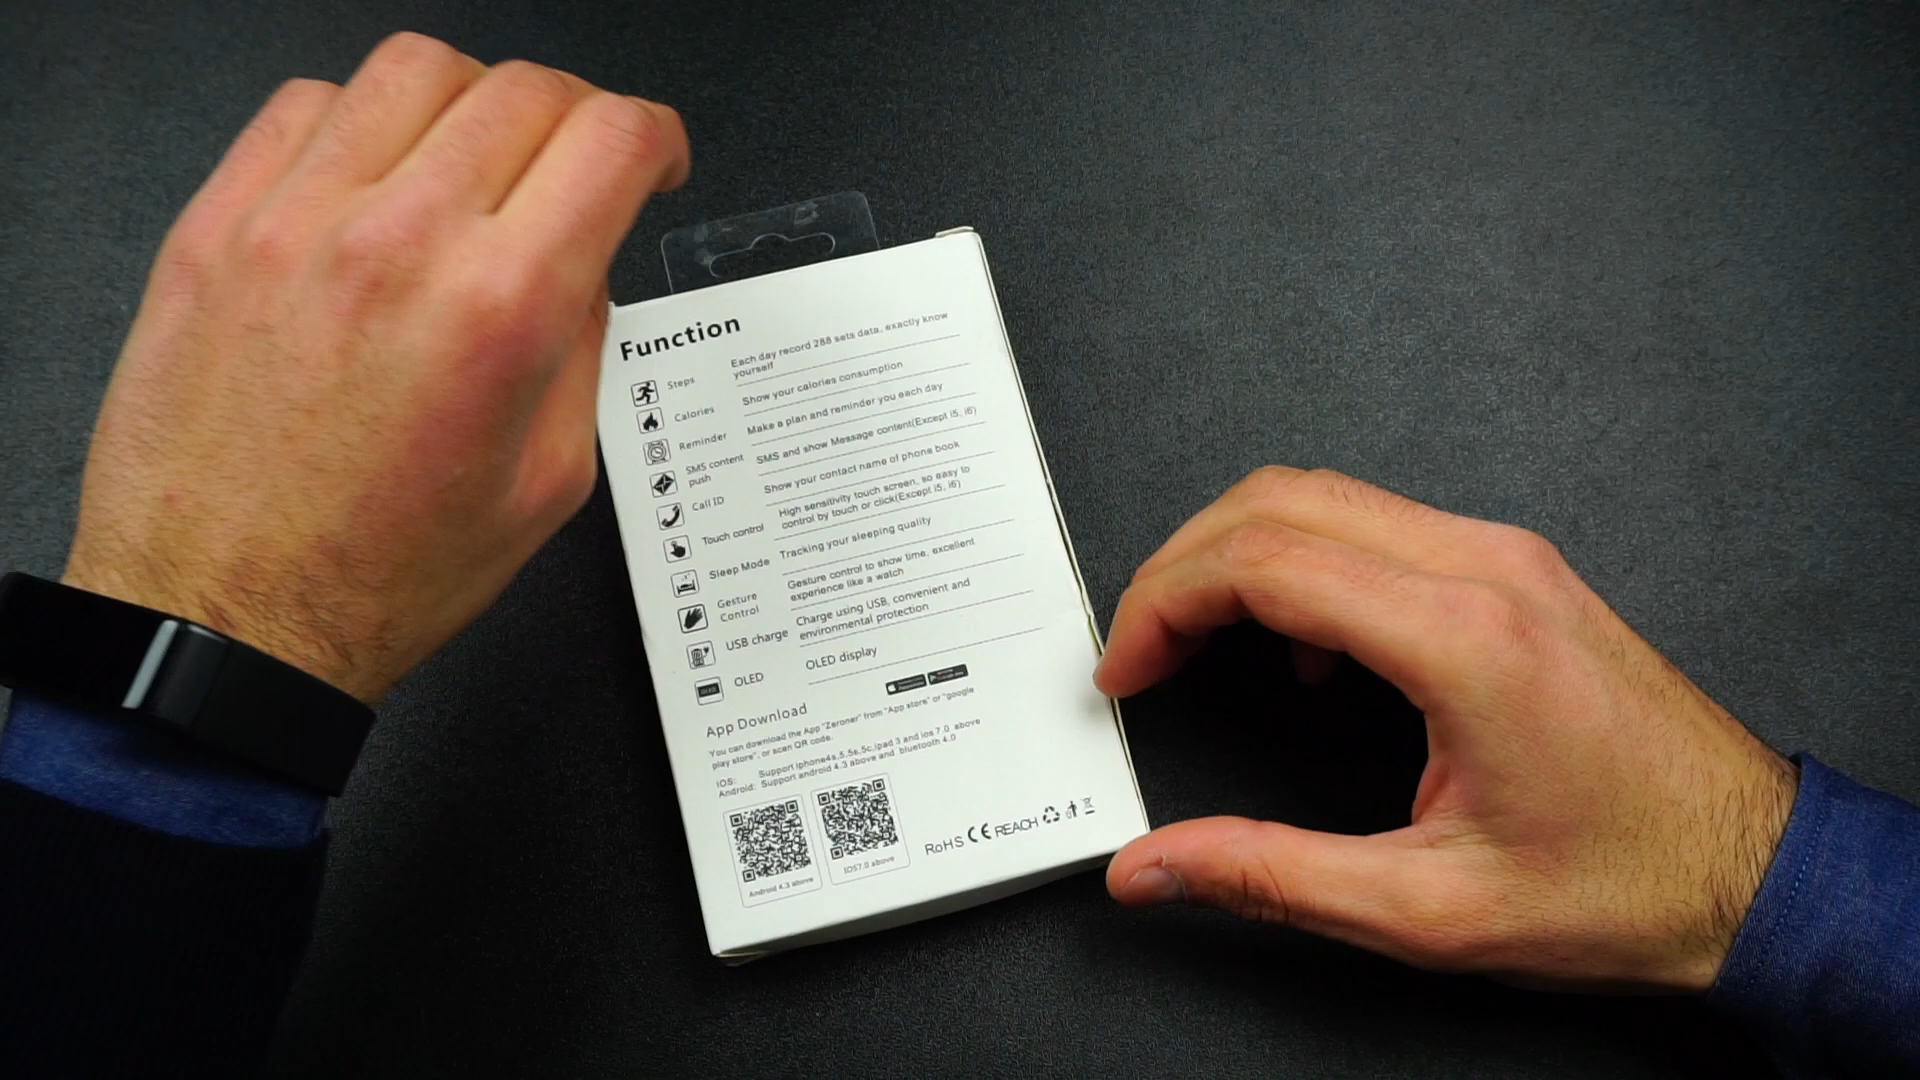 Function
Steps
Each day record 288 sets data, exactly know
yourself
Calories
Show your calories consumption
Reminder
Make a plan and reminder you each day
SMS content
push
SMS and show Message content(Except i5, i6)
Call ID
Show your contact name of phone book
Touch control
High sensitivity touch screen, so easy to
control by touch or click(Except i5, i6)
Sleep Mode
Tracking your sleeping quality
Gesture
Control
Gesture control to show time, excellent
experience like a watch
USB charge
Charge using USB, convenient and
environmental protection
OLED
OLED display
App Download
You can download the App "Zeroner" from "App store" or "google
play store", or scan QR code.
iOS: Support iphone4s,5,5s,5c,ipad 3 and ios 7.0 above
Android: Support android 4.3 above and bluetooth 4.0
Android 4.3 above
IOS7.0 above
RoHS CE REACH